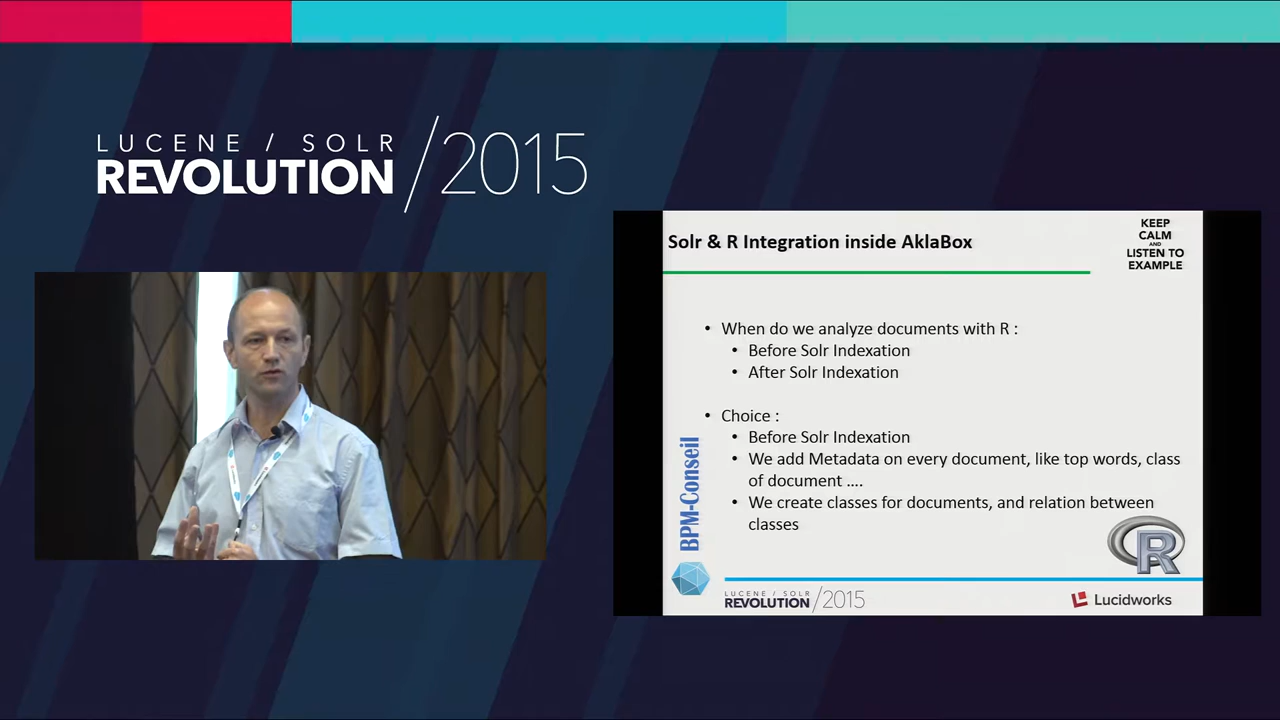 LUCENE / SOLR
REVOLUTION /2015
Solr & R Integration inside AklaBox
KEEP
CALM
AND
LISTEN TO
EXAMPLE
• When do we analyze documents with R :
• Before Solr Indexation
• After Solr Indexation
• Choice :
• Before Solr Indexation
• We add Metadata on every document, like top words, class
of document ....
• We create classes for documents, and relation between
classes
BPM-Conseil
R
LUCENE / SOLR
REVOLUTION /2015
Lucidworks